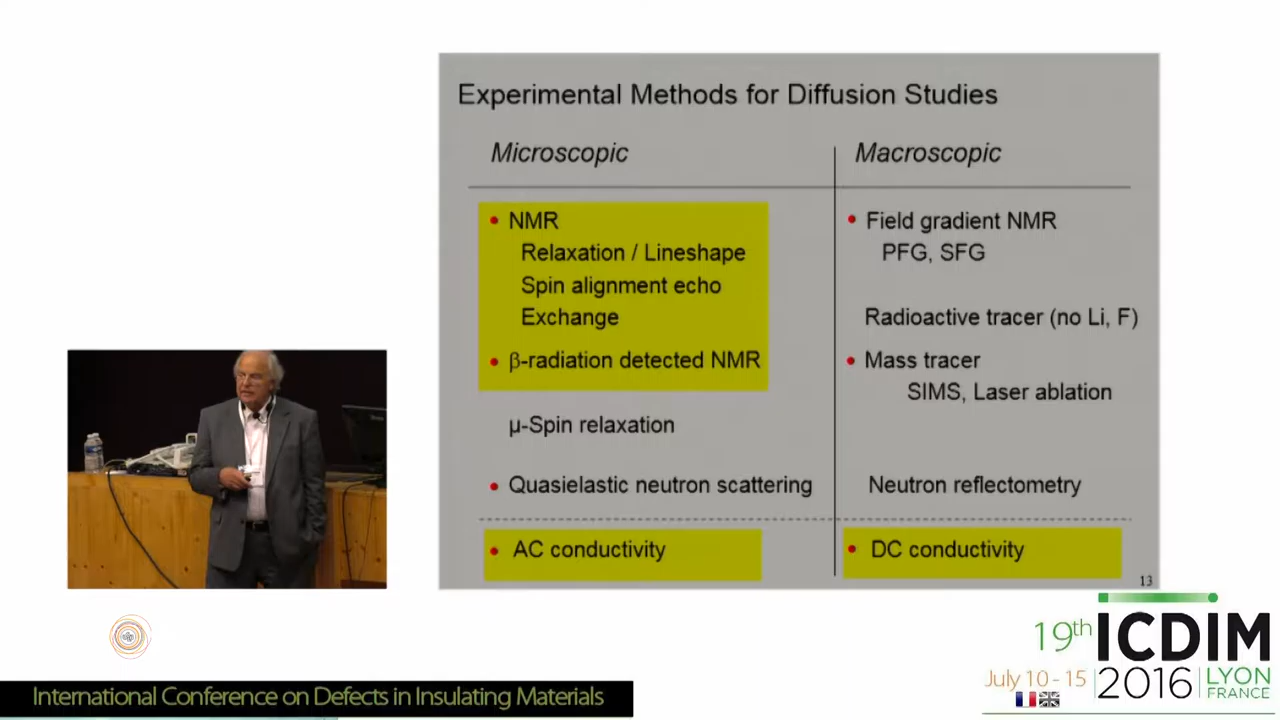 Experimental Methods for Diffusion Studies
Microscopic
Macroscopic
• NMR
Relaxation / Lineshape
Spin alignment echo
Exchange
• β-radiation detected NMR
μ-Spin relaxation
• Quasielastic neutron scattering
• AC conductivity
• Field gradient NMR
PFG, SFG
Radioactive tracer (no Li, F)
• Mass tracer
SIMS, Laser ablation
Neutron reflectometry
• DC conductivity
13
19th ICDIM
July 10 - 15 2016 LYON
FRANCE
International Conference on Defects in Insulating Materials